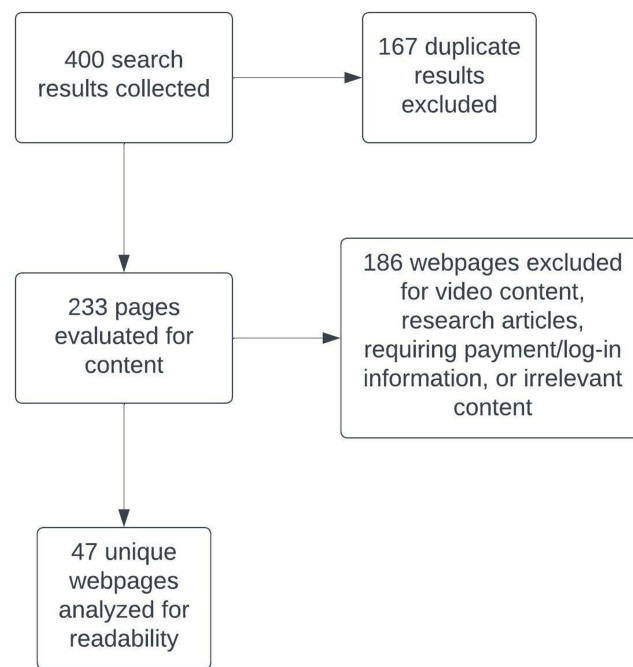 400 search
results collected
167 duplicate
results
excluded
233 pages
evaluated for
content
186 webpages excluded
for video content,
research articles,
requiring payment/log-in
information, or irrelevant
content
47 unique
webpages
analyzed for
readability